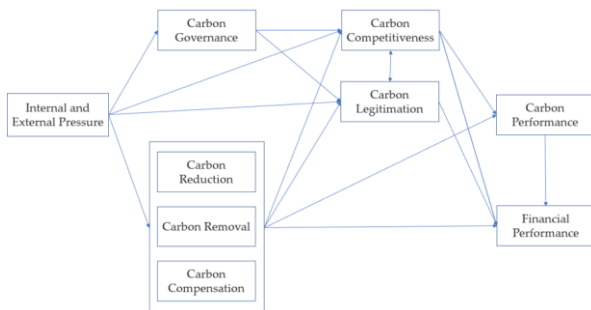 Carbon
Governance
Carbon
Competitiveness
Internal and
External Pressure
Carbon
Legitimation
Carbon
Performance
Carbon
Reduction
Carbon Removal
Carbon
Compensation
Financial
Performance